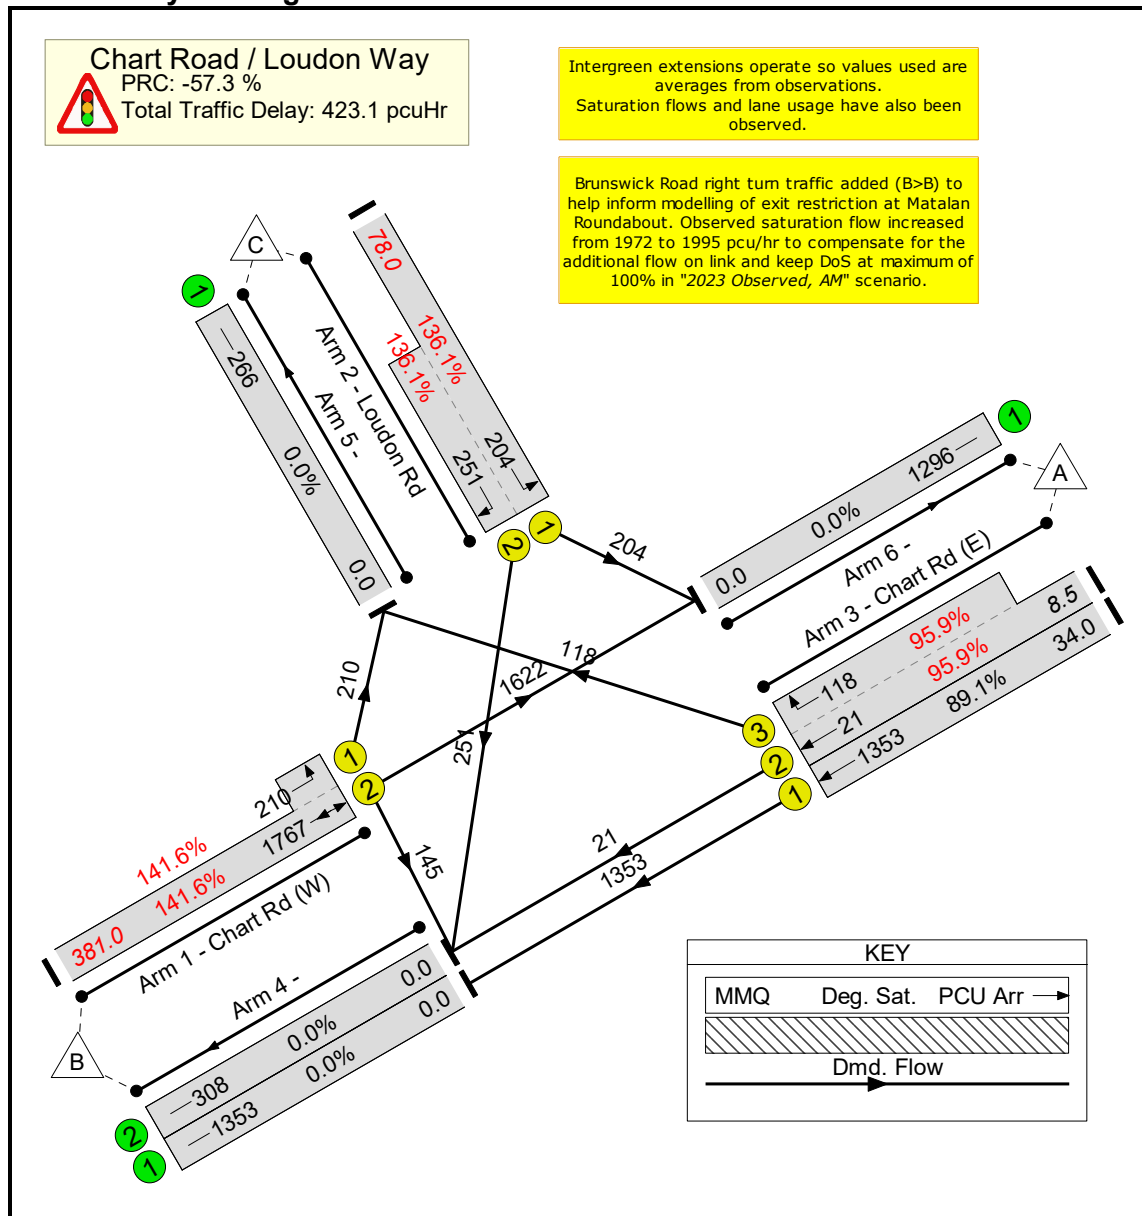 Chart Road / Loudon Way
PRC: -57.3 %
Total Traffic Delay: 423.1 pcuHr
Intergreen extensions operate so values used are
averages from observations.
Saturation flows and lane usage have also been
observed.
Brunswick Road right turn traffic added (B>B) to
help inform modelling of exit restriction at Matalan
Roundabout. Observed saturation flow increased
from 1972 to 1995 pcu/hr to compensate for the
additional flow on link and keep DoS at maximum of
100% in "2023 Observed, AM" scenario.
C
1
266
0.0%
0.0
Arm 5 -
Arm 2 - Loudon Rd
78.0
136.1%
136.1%
251
204
2
1
204
1
1296
0.0%
0.0
A
Arm 6 -
Arm 3 - Chart Rd (E)
95.9%
8.5
95.9%
34.0
89.1%
118
21
1353
3
2
1
118
1622
251
210
145
21
1353
1
2
210
1767
141.6%
141.6%
381.0
Arm 1 - Chart Rd (W)
Arm 4 -
B
0.0
0.0
0.0%
0.0%
308
1353
2
1
KEY
MMQ Deg. Sat. PCU Arr
Dmd. Flow